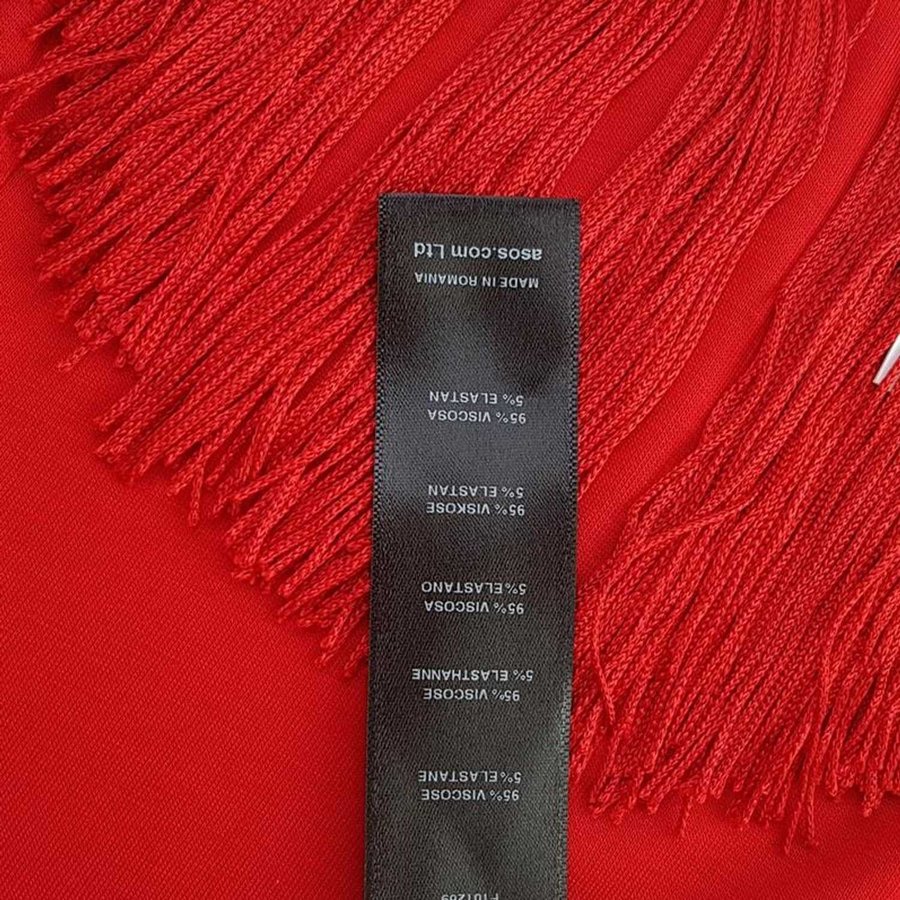 F101289
95% VISCOSE
5% ELASTANE
95% VISCOSE
5% ELASTHANNE
95% VISCOSA
5% ELASTANO
95% VISKOSE
5% ELASTAN
95% VISCOSA
5% ELASTAN
MADE IN ROMANIA
asos.com Ltd